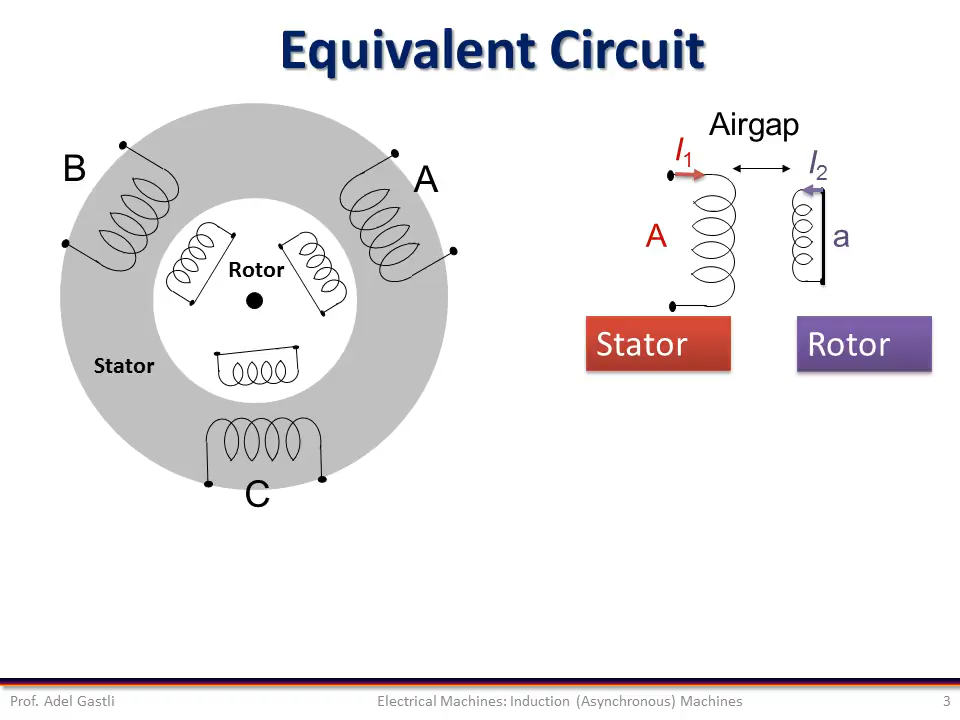 Equivalent Circuit
B
A
Rotor
Stator
C
Airgap
I1
I2
A
a
Stator
Rotor
Prof. Adel Gastli
Electrical Machines: Induction (Asynchronous) Machines
3